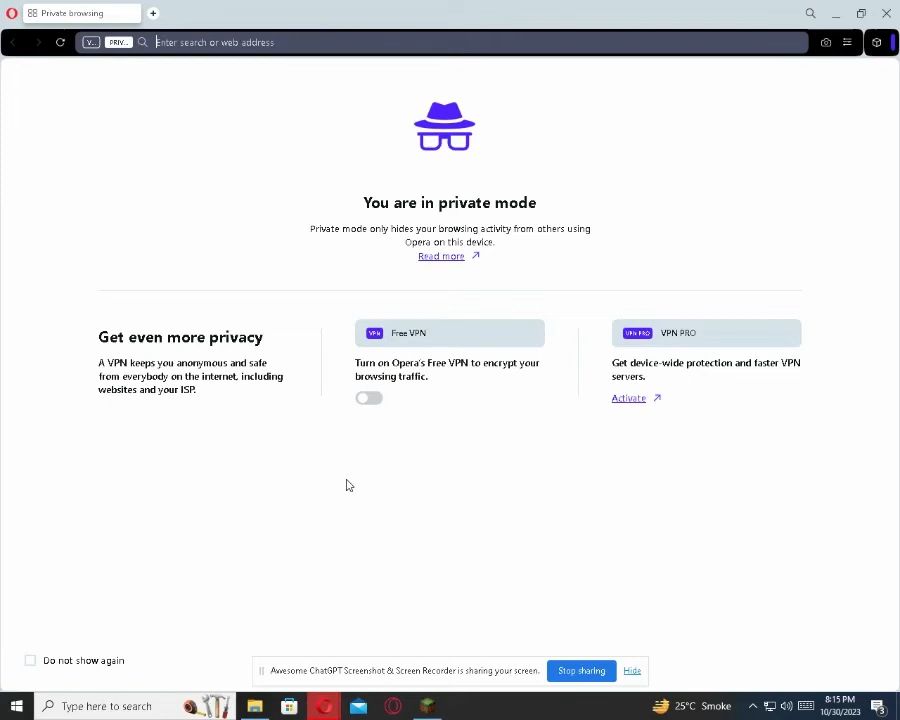 Private browsing
V... PRIV... Enter search or web address
You are in private mode
Private mode only hides your browsing activity from others using
Opera on this device.
Read more
Get even more privacy
A VPN keeps you anonymous and safe
from everybody on the internet, including
websites and your ISP.
VPN Free VPN
Turn on Opera's Free VPN to encrypt your
browsing traffic.
VPN PRO VPN PRO
Get device-wide protection and faster VPN
servers.
Activate
Do not show again
Awesome ChatGPT Screenshot & Screen Recorder is sharing your screen. Stop sharing Hide
Type here to search
25°C Smoke
8:15 PM
10/30/2023
3